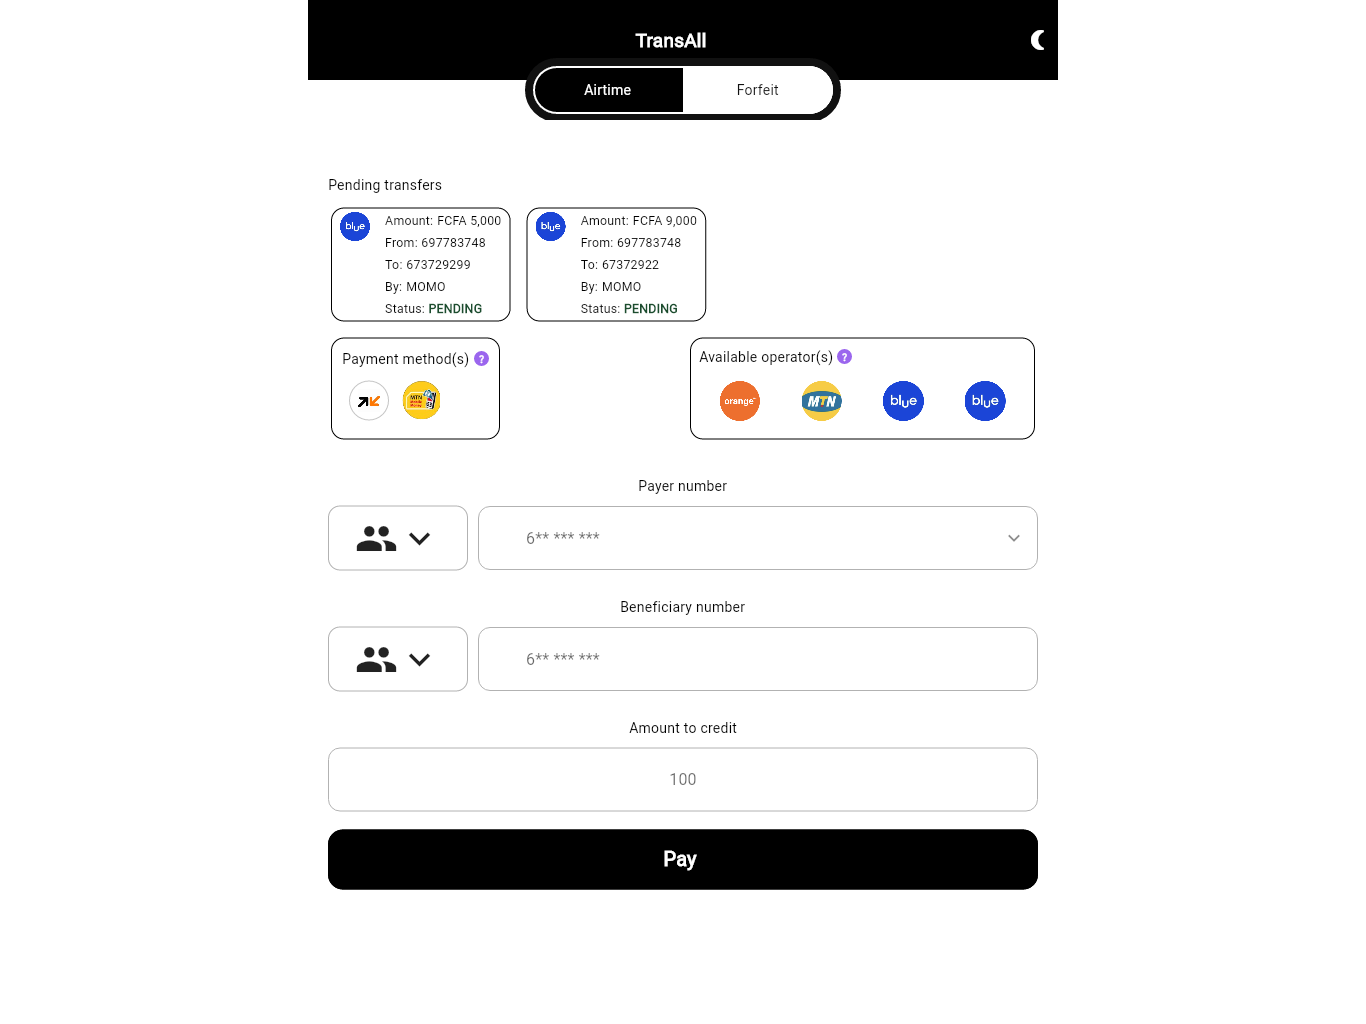 TransAll
Airtime
Forfeit
Pending transfers
blue
Amount: FCFA 5,000
From: 697783748
To: 673729299
By: MOMO
Status: PENDING
blue
Amount: FCFA 9,000
From: 697783748
To: 67372922
By: MOMO
Status: PENDING
Payment method(s) ?
MTN
Available operator(s) ?
orange™
MTN
blue
blue
Payer number
6** *** ***
Beneficiary number
6** *** ***
Amount to credit
100
Pay